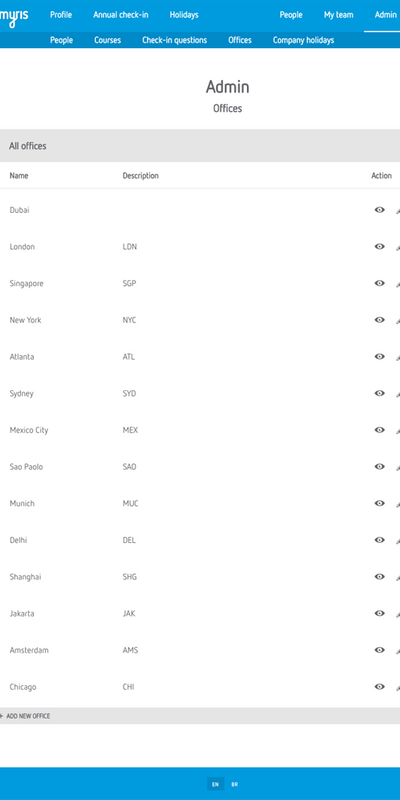 myris Profile Annual check-in Holidays People My team Admin
People Courses Check-in questions Offices Company holidays
Admin
Offices
All offices
Name Description Action
Dubai
London LDN
Singapore SGP
New York NYC
Atlanta ATL
Sydney SYD
Mexico City MEX
Sao Paolo SAO
Munich MUC
Delhi DEL
Shanghai SHG
Jakarta JAK
Amsterdam AMS
Chicago CHI
+ ADD NEW OFFICE
EN BR